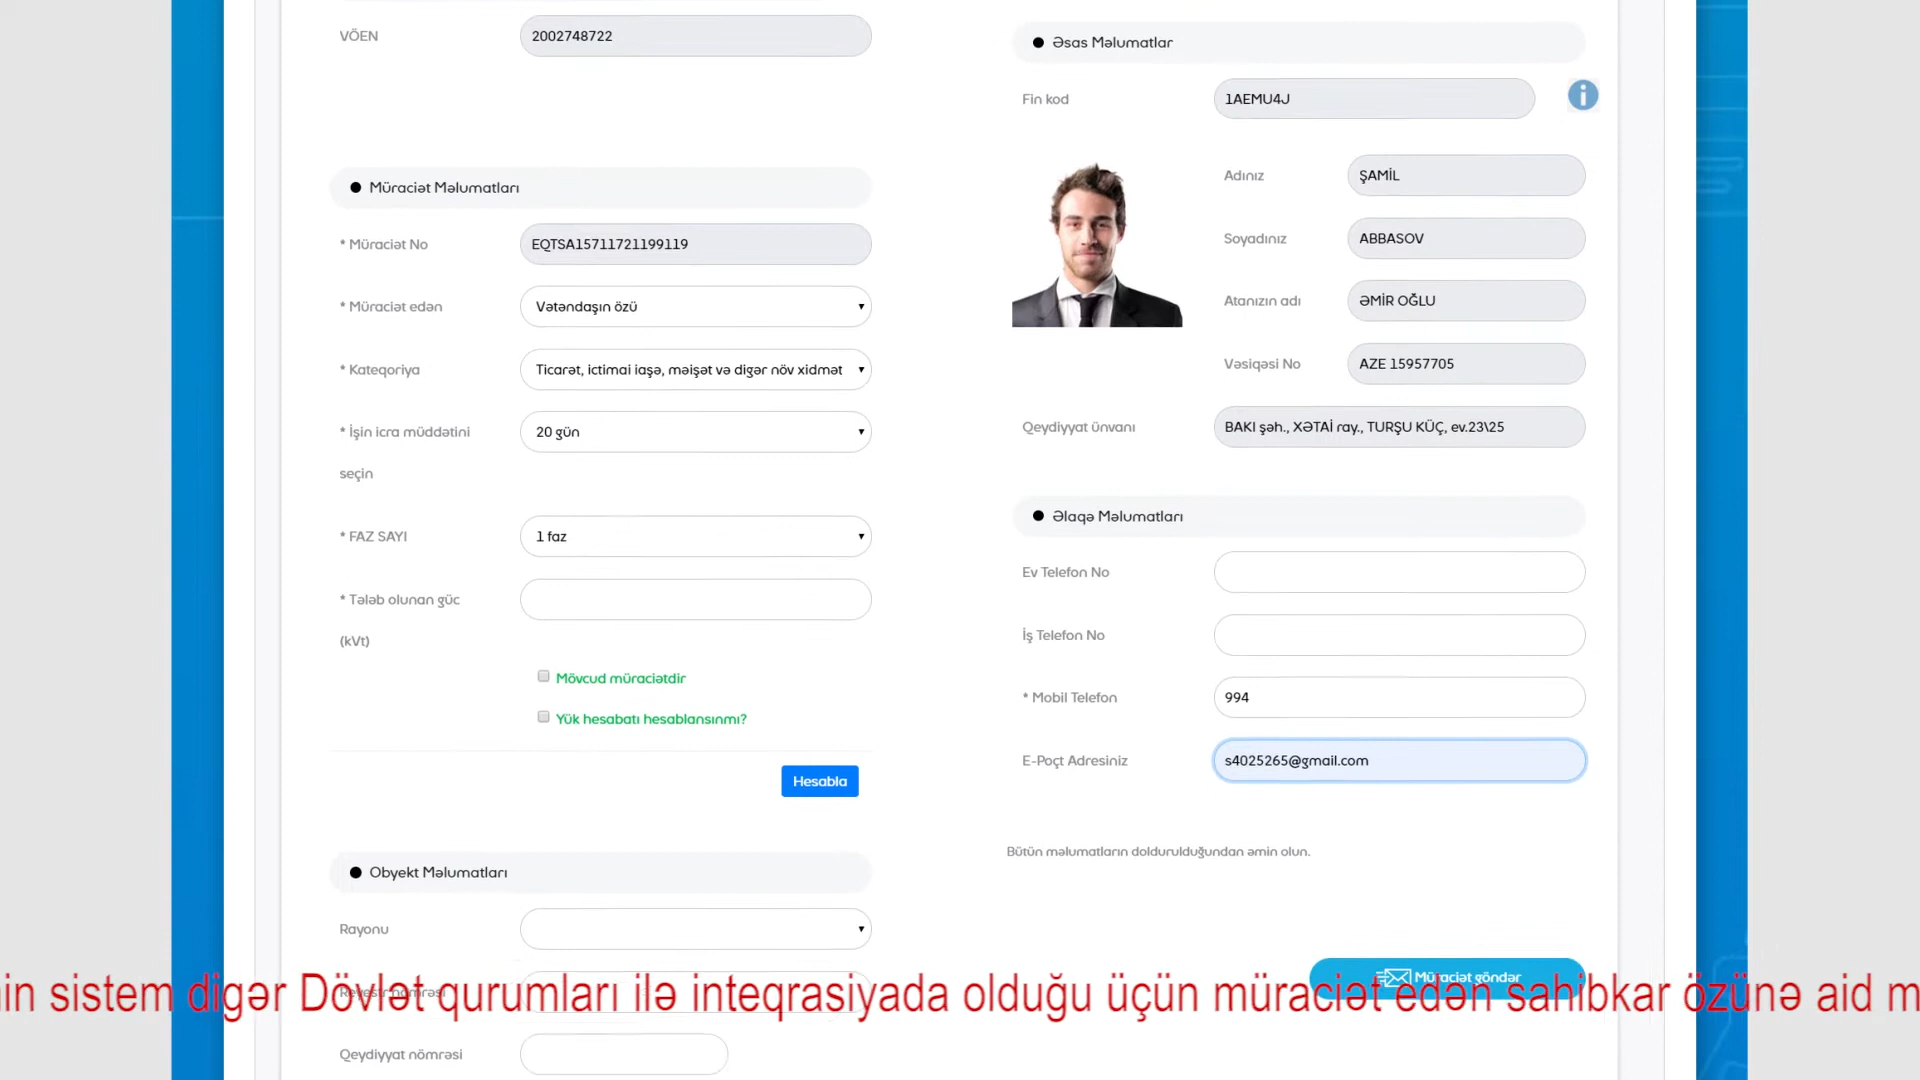 VÖEN
2002748722
Müraciət Məlumatları
* Müraciət No
EQTSA15711721199119
* Müraciət edən
Vətəndaşın özü
* Kateqoriya
Ticarət, ictimai iaşə, məişət və digər növ xidmət
* İşin icra müddətini
seçin
20 gün
* FAZ SAYI
1 faz
* Tələb olunan güc
(kVt)
Mövcud müraciətdir
Yük hesabatı hesablansınmı?
Hesabla
Obyekt Məlumatları
Rayonu
Reyestr nömrəsi
Qeydiyyat nömrəsi
Əsas Məlumatlar
Fin kod
1AEMU4J
Adınız
ŞAMİL
Soyadınız
ABBASOV
Atanızın adı
ƏMİR OĞLU
Vəsiqəsi No
AZE 15957705
Qeydiyyat ünvanı
BAKI şəh., XƏTAİ ray., TURŞU KÜÇ, ev.23\25
Əlaqə Məlumatları
Ev Telefon No
İş Telefon No
* Mobil Telefon
994
E-Poçt Adresiniz
s4025265@gmail.com
Bütün məlumatların doldurulduğundan əmin olun.
Müraciət göndər
sistem digər Dövlət qurumları ilə inteqrasiyada olduğu üçün müraciət edən sahibkar özünə aid